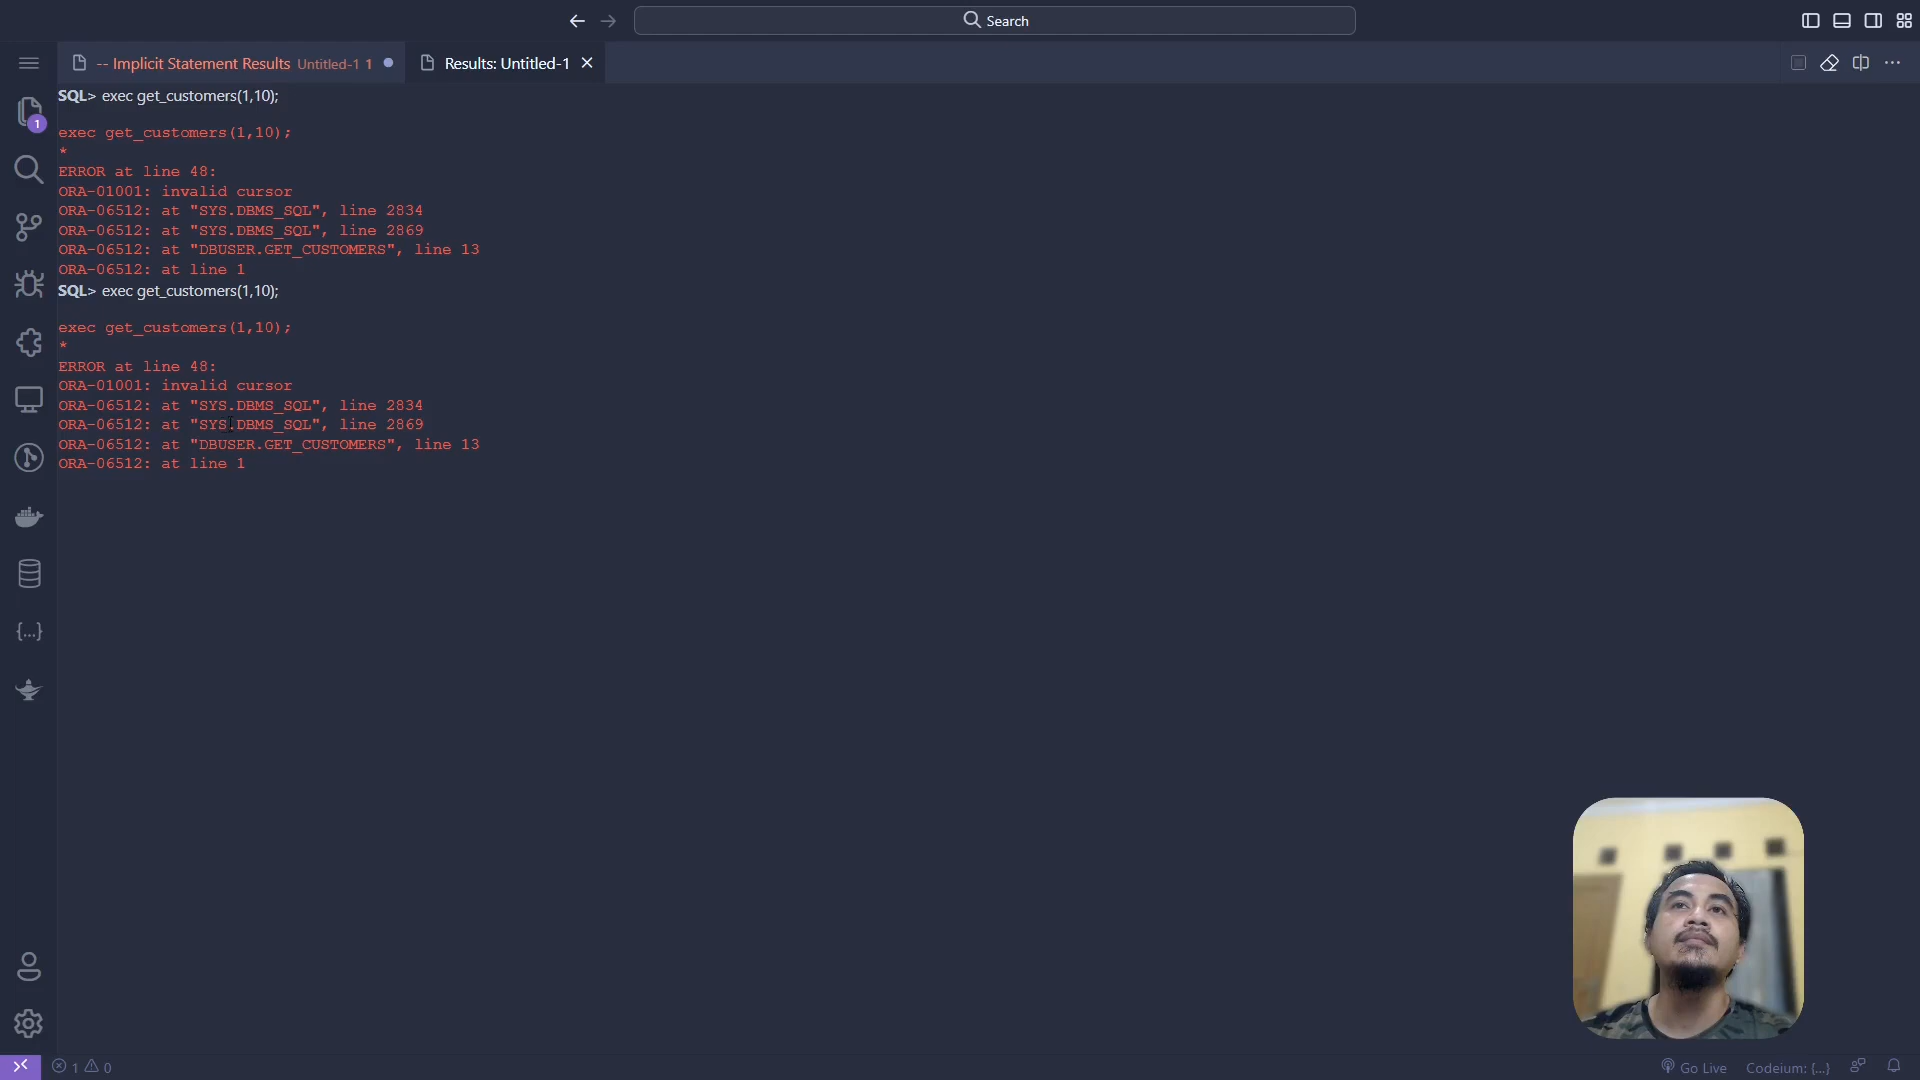 Search
-- Implicit Statement Results Untitled-1 1
Results: Untitled-1
SQL> exec get_customers(1,10);
exec get_customers(1,10);
*
ERROR at line 48:
ORA-01001: invalid cursor
ORA-06512: at "SYS.DBMS_SQL", line 2834
ORA-06512: at "SYS.DBMS_SQL", line 2869
ORA-06512: at "DBUSER.GET_CUSTOMERS", line 13
ORA-06512: at line 1
SQL> exec get_customers(1,10);
exec get_customers(1,10);
*
ERROR at line 48:
ORA-01001: invalid cursor
ORA-06512: at "SYS.DBMS_SQL", line 2834
ORA-06512: at "SYS.DBMS_SQL", line 2869
ORA-06512: at "DBUSER.GET_CUSTOMERS", line 13
ORA-06512: at line 1
1
{...}
1 0
Go Live Codeium: {...}